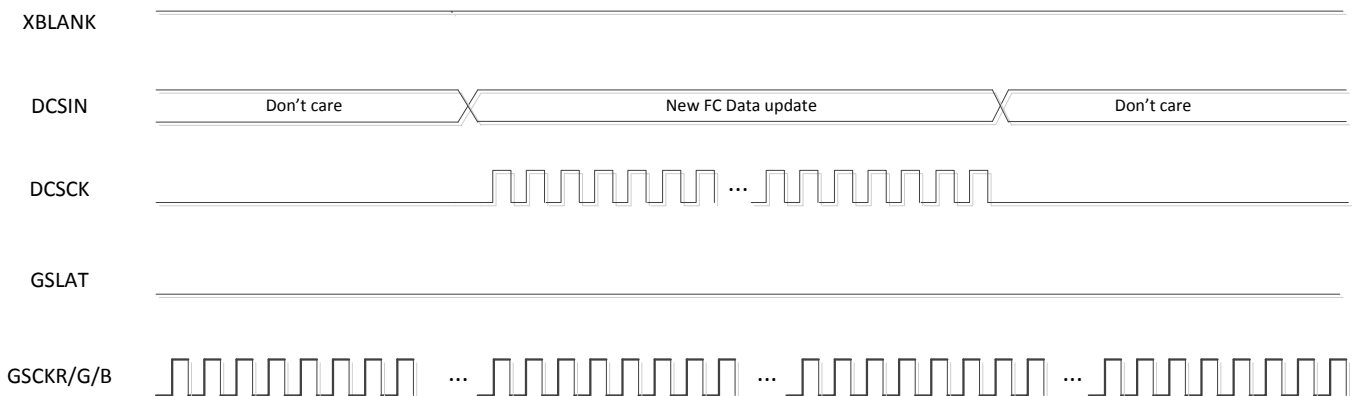 XBLANK
DCSIN
Don’t care
New FC Data update
Don’t care
DCSCK
...
GSLAT
GSCKR/G/B
...
...
...